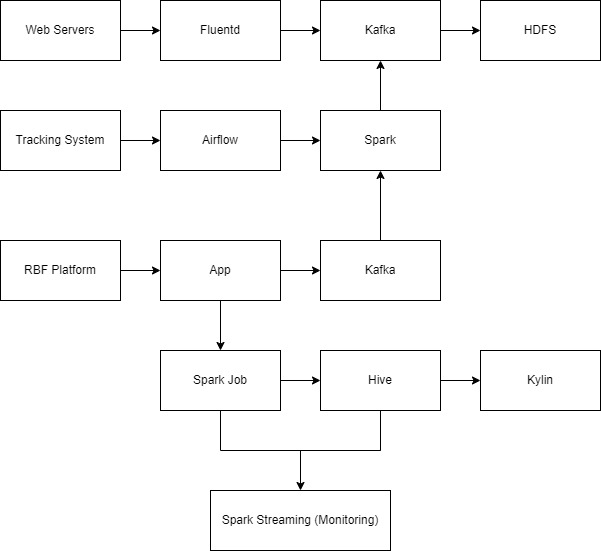 Web Servers
Fluentd
Kafka
HDFS
Tracking System
Airflow
Spark
RBF Platform
App
Kafka
Spark Job
Hive
Kylin
Spark Streaming (Monitoring)